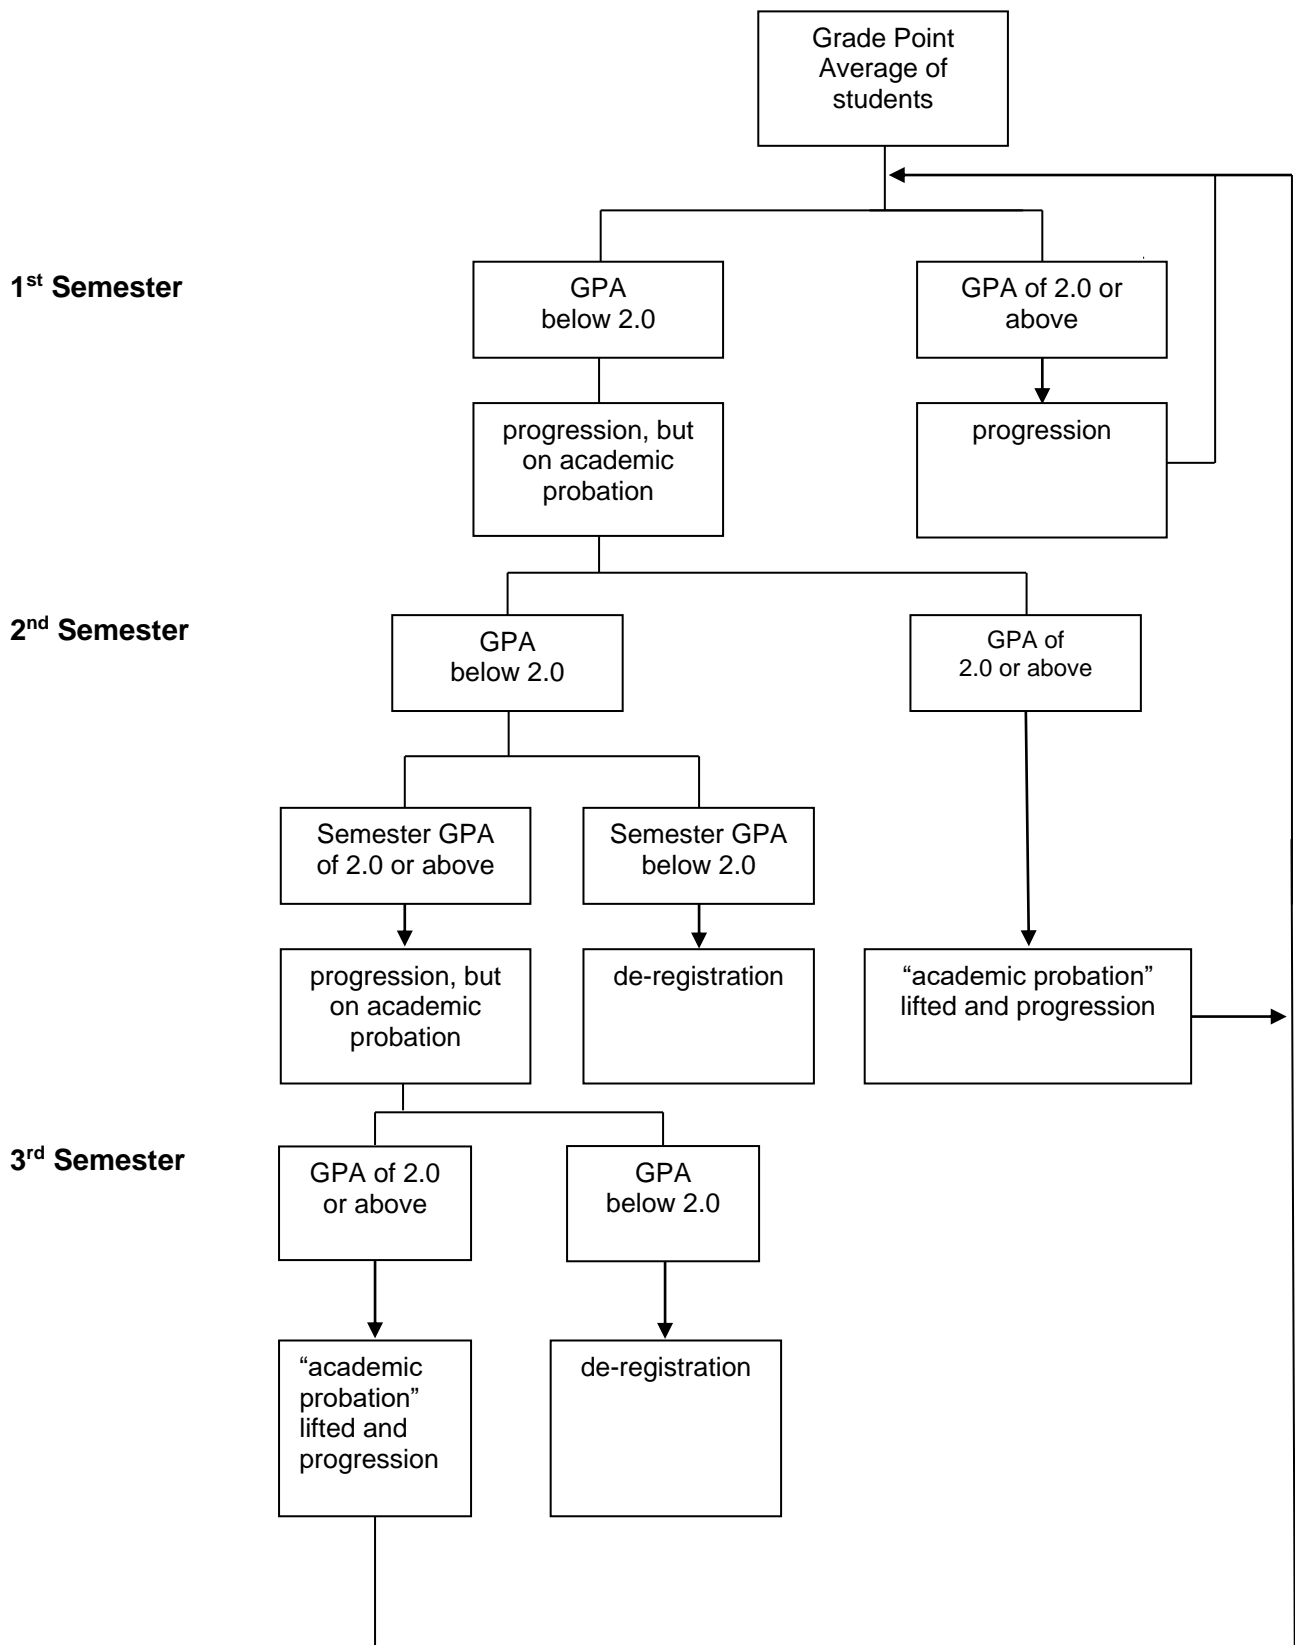 Grade Point
Average of
students
1st Semester
GPA
below 2.0
GPA of 2.0 or
above
progression, but
on academic
probation
progression
2nd Semester
GPA
below 2.0
GPA of
2.0 or above
Semester GPA
of 2.0 or above
Semester GPA
below 2.0
progression, but
on academic
probation
de-registration
“academic probation”
lifted and progression
3rd Semester
GPA of 2.0
or above
GPA
below 2.0
“academic
probation”
lifted and
progression
de-registration